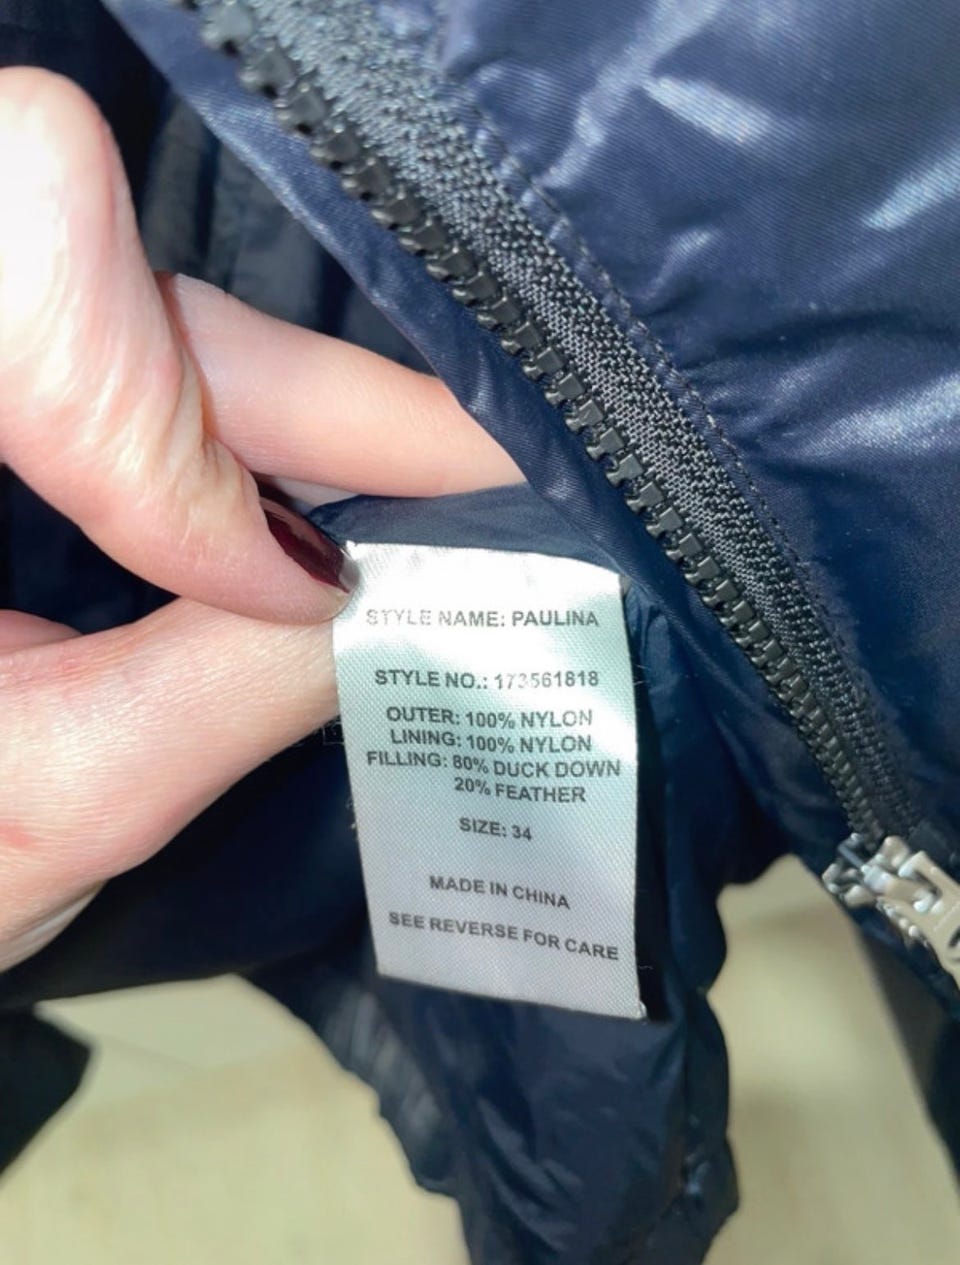 STYLE NAME: PAULINA
STYLE NO.: 173561818
OUTER: 100% NYLON
LINING: 100% NYLON
FILLING: 80% DUCK DOWN
20% FEATHER
SIZE: 34
MADE IN CHINA
SEE REVERSE FOR CARE